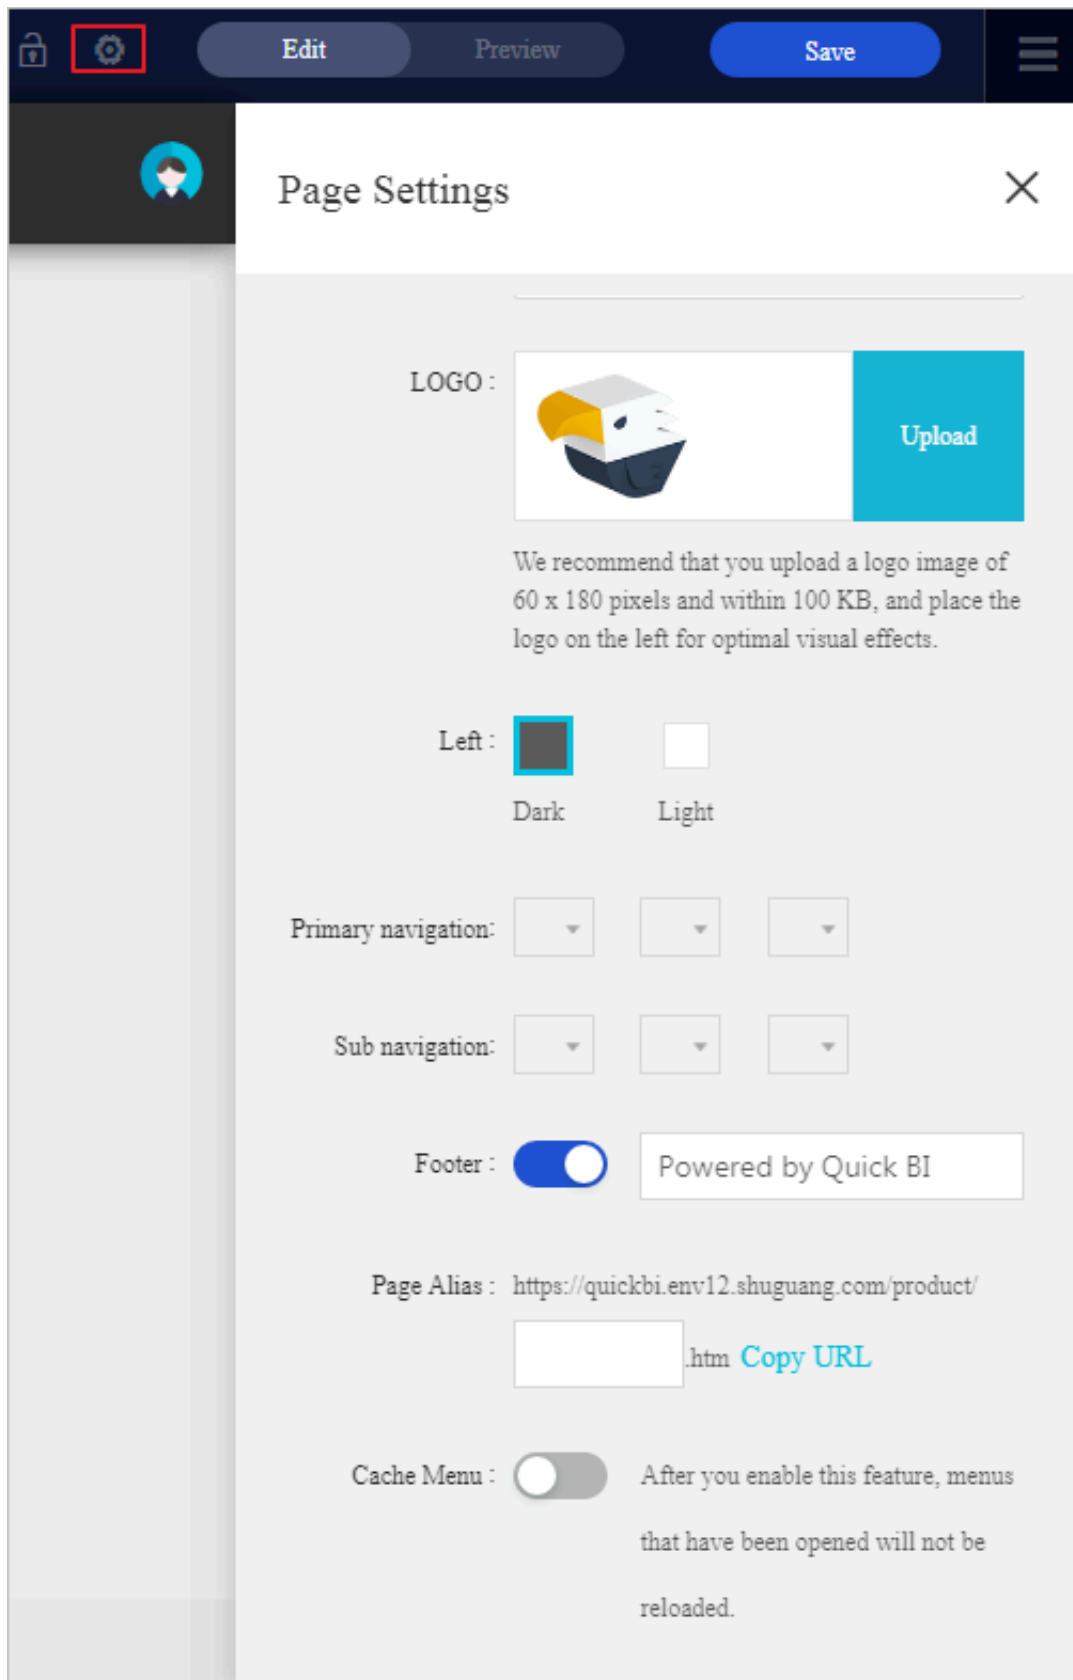 Edit Preview Save
Page Settings
LOGO :
Upload
We recommend that you upload a logo image of
60 x 180 pixels and within 100 KB, and place the
logo on the left for optimal visual effects.
Left :
Dark Light
Primary navigation:
Sub navigation:
Footer : Powered by Quick BI
Page Alias : https://quickbi.env12.shuguang.com/product/
.htm Copy URL
Cache Menu : After you enable this feature, menus
that have been opened will not be
reloaded.